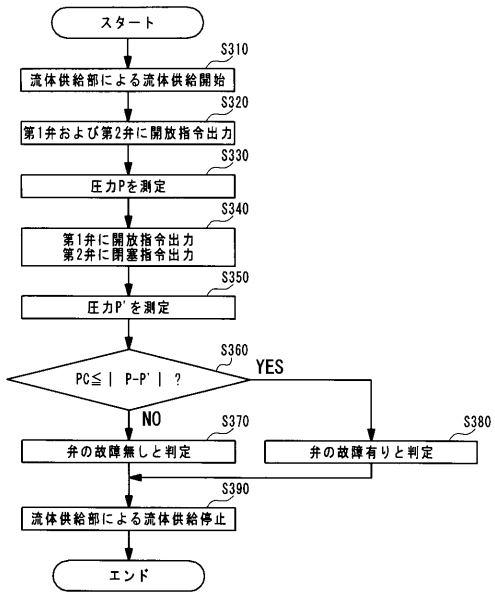 スタート
S310
流体供給部による流体供給開始
S320
第1弁および第2弁に開放指令出力
S330
圧力Pを測定
S340
第1弁に開放指令出力
第2弁に閉塞指令出力
S350
圧力P'を測定
S360
PC≦| P-P' | ?
YES
NO
S370
弁の故障無しと判定
S380
弁の故障有りと判定
S390
流体供給部による流体供給停止
エンド